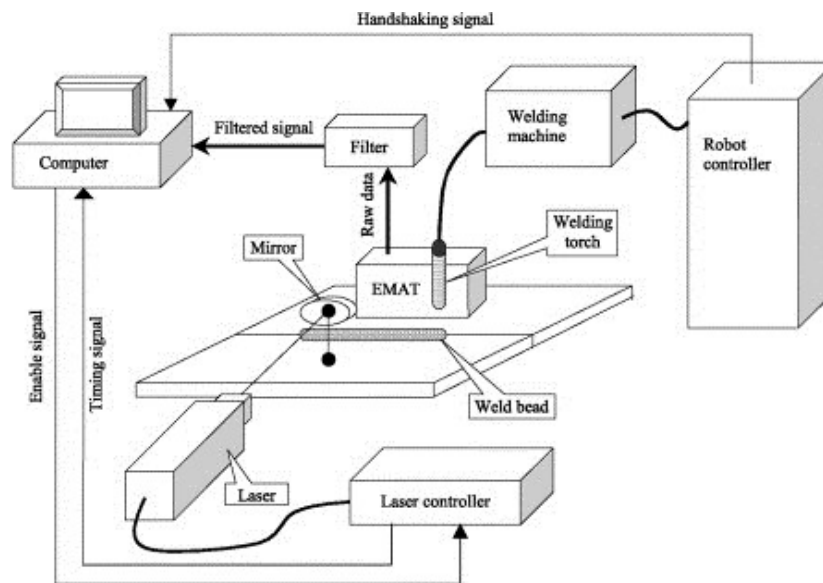 Handshaking signal
Welding
machine
Robot
controller
Filtered signal
Filter
Computer
Raw data
Welding
torch
Mirror
EMAT
Enable signal
Timing signal
Weld bead
Laser
Laser controller